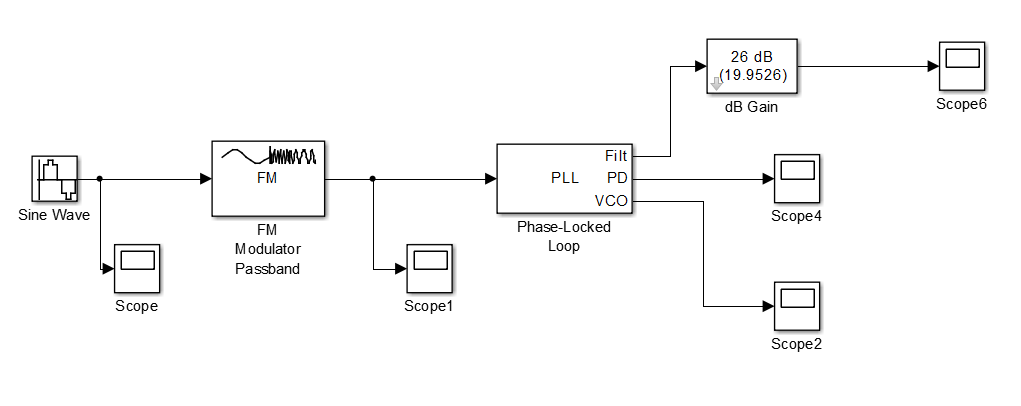 26 dB
(19.9526)
dB Gain
Scope6
FM
Filt
PLL
PD
VCO
Sine Wave
FM
Modulator
Passband
Phase-Locked
Loop
Scope4
Scope
Scope1
Scope2